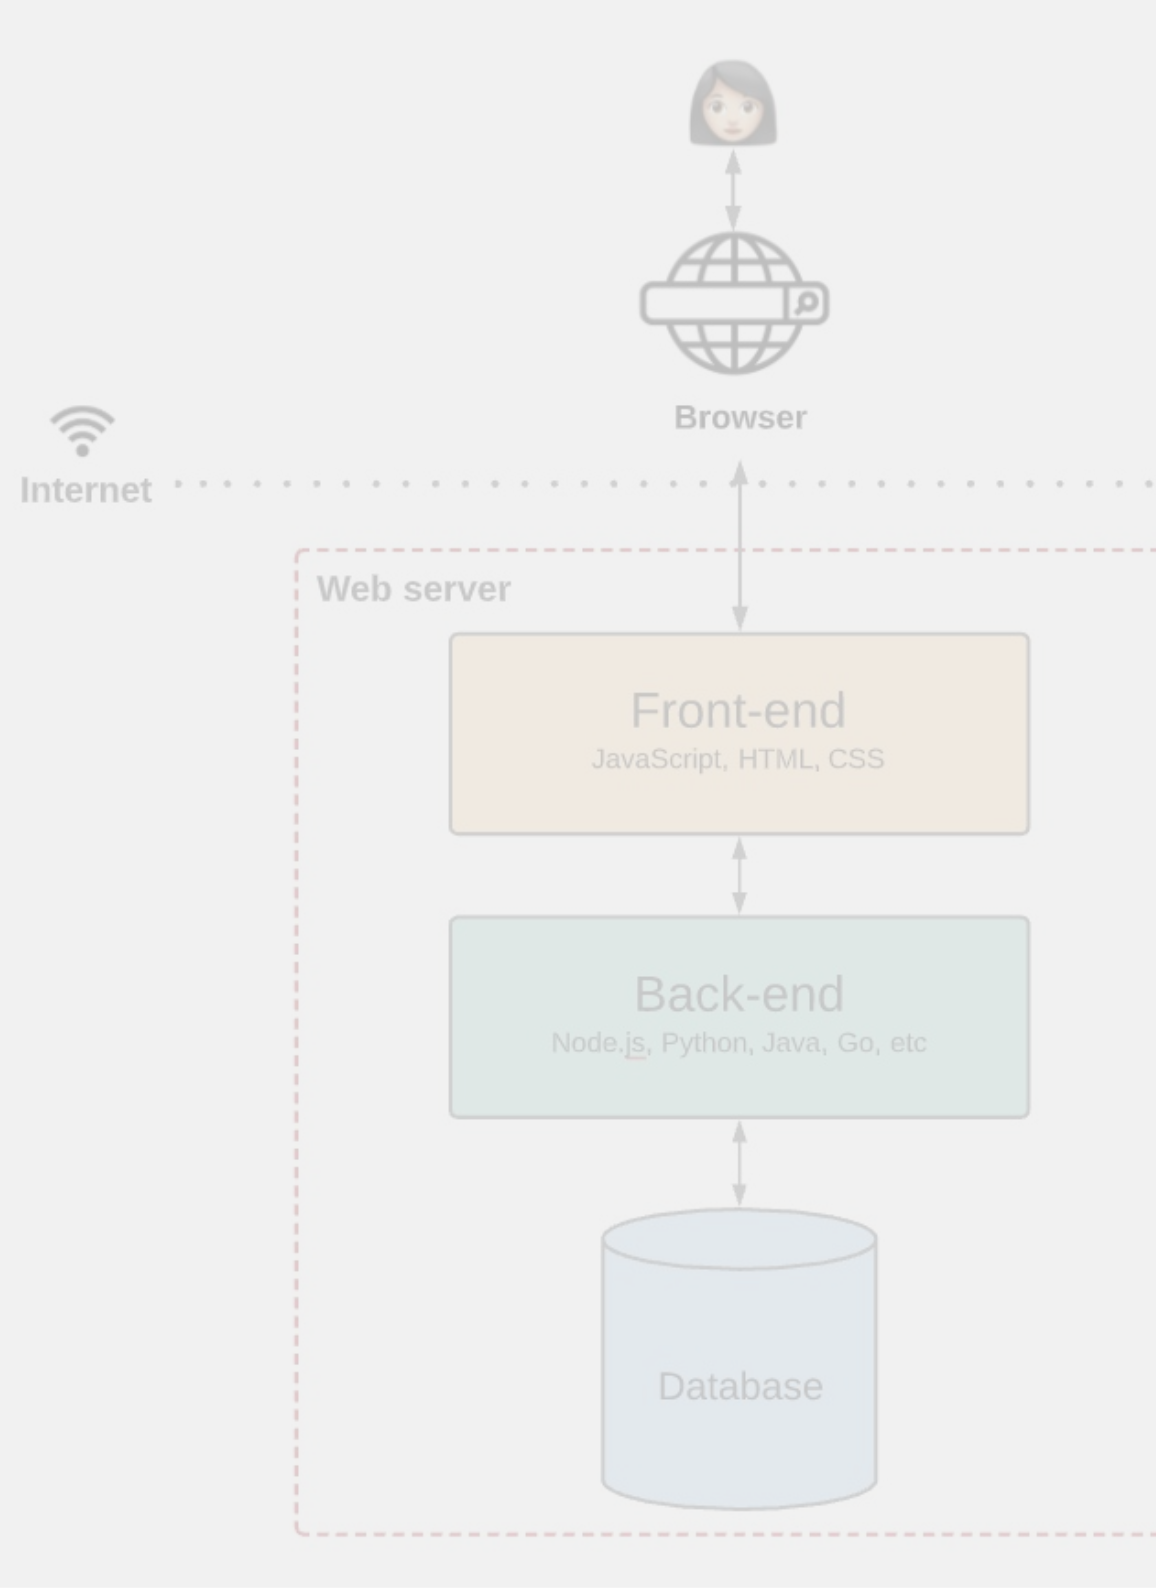 Browser
Internet
Web server
Front-end
JavaScript, HTML, CSS
Back-end
Node.js, Python, Java, Go, etc
Database